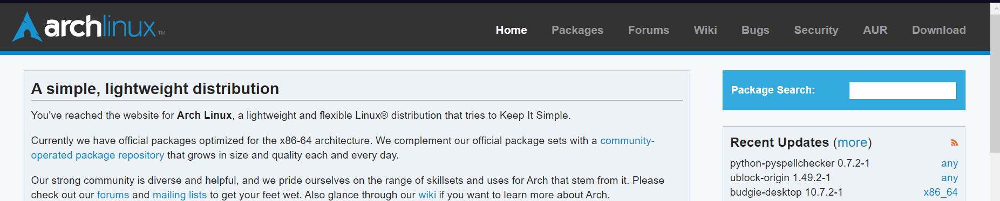 archlinux™
Home Packages Forums Wiki Bugs Security AUR Download
A simple, lightweight distribution
You've reached the website for Arch Linux, a lightweight and flexible Linux® distribution that tries to Keep It Simple.
Currently we have official packages optimized for the x86-64 architecture. We complement our official package sets with a community-
operated package repository that grows in size and quality each and every day.
Our strong community is diverse and helpful, and we pride ourselves on the range of skillsets and uses for Arch that stem from it. Please
check out our forums and mailing lists to get your feet wet. Also glance through our wiki if you want to learn more about Arch.
Package Search:
Recent Updates (more)
python-pyspellchecker 0.7.2-1 any
ublock-origin 1.49.2-1 any
budgie-desktop 10.7.2-1 x86_64